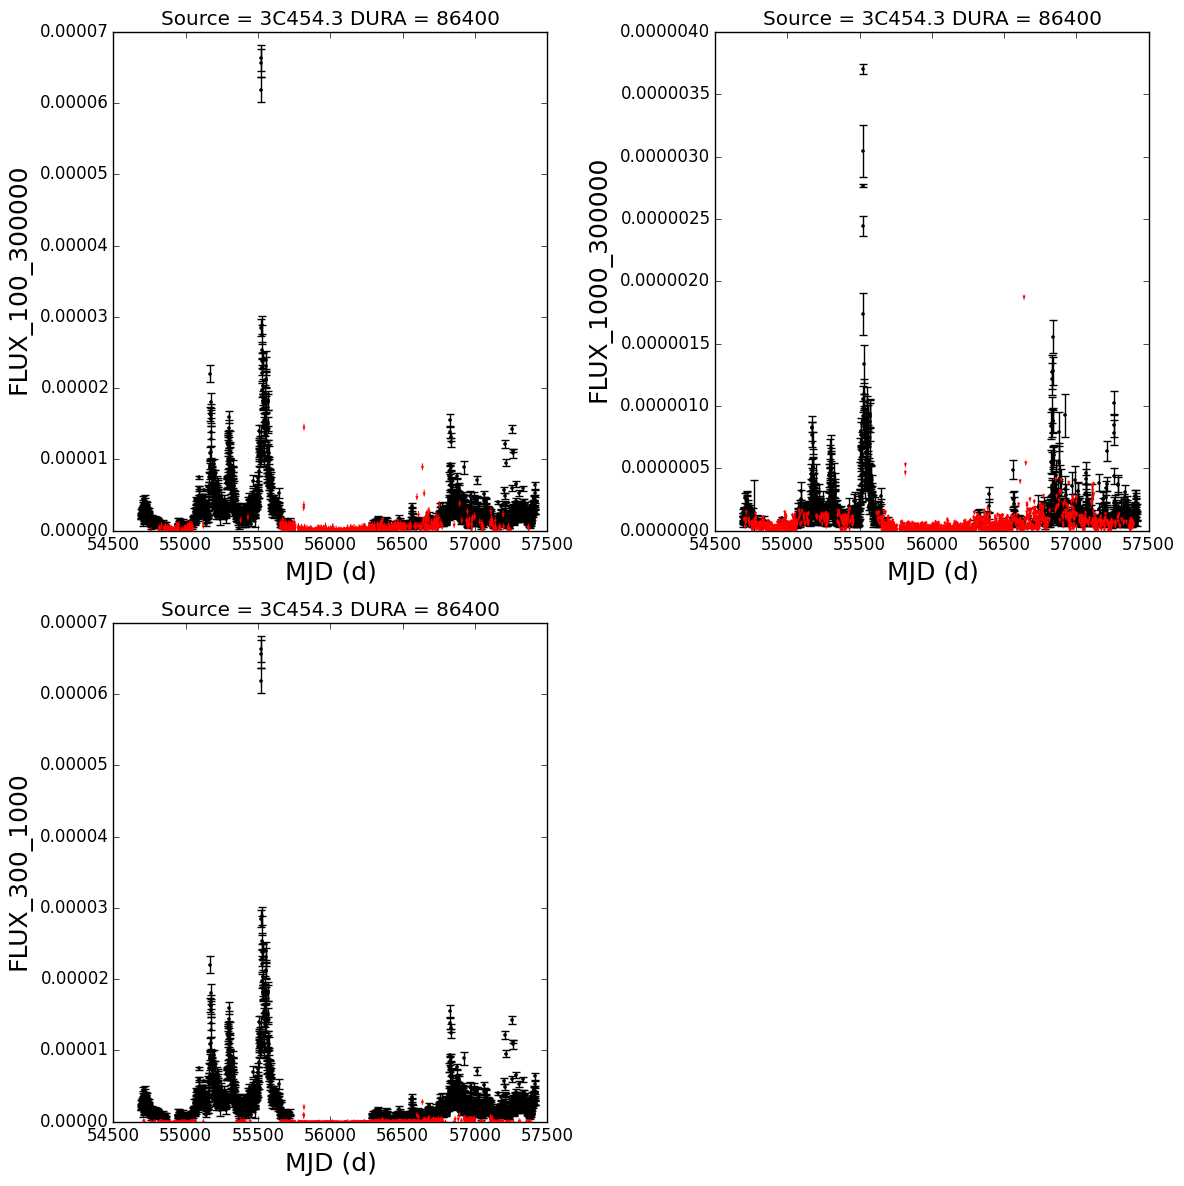 Source = 3C454.3 DURA = 86400
0.00007
0.00006
0.00005
0.00004
0.00003
0.00002
0.00001
0.00000
FLUX_100_300000
54500 55000 55500 56000 56500 57000 57500
MJD (d)
Source = 3C454.3 DURA = 86400
0.0000040
0.0000035
0.0000030
0.0000025
0.0000020
0.0000015
0.0000010
0.0000005
0.0000000
FLUX_1000_300000
54500 55000 55500 56000 56500 57000 57500
MJD (d)
Source = 3C454.3 DURA = 86400
0.00007
0.00006
0.00005
0.00004
0.00003
0.00002
0.00001
0.00000
FLUX_300_1000
54500 55000 55500 56000 56500 57000 57500
MJD (d)